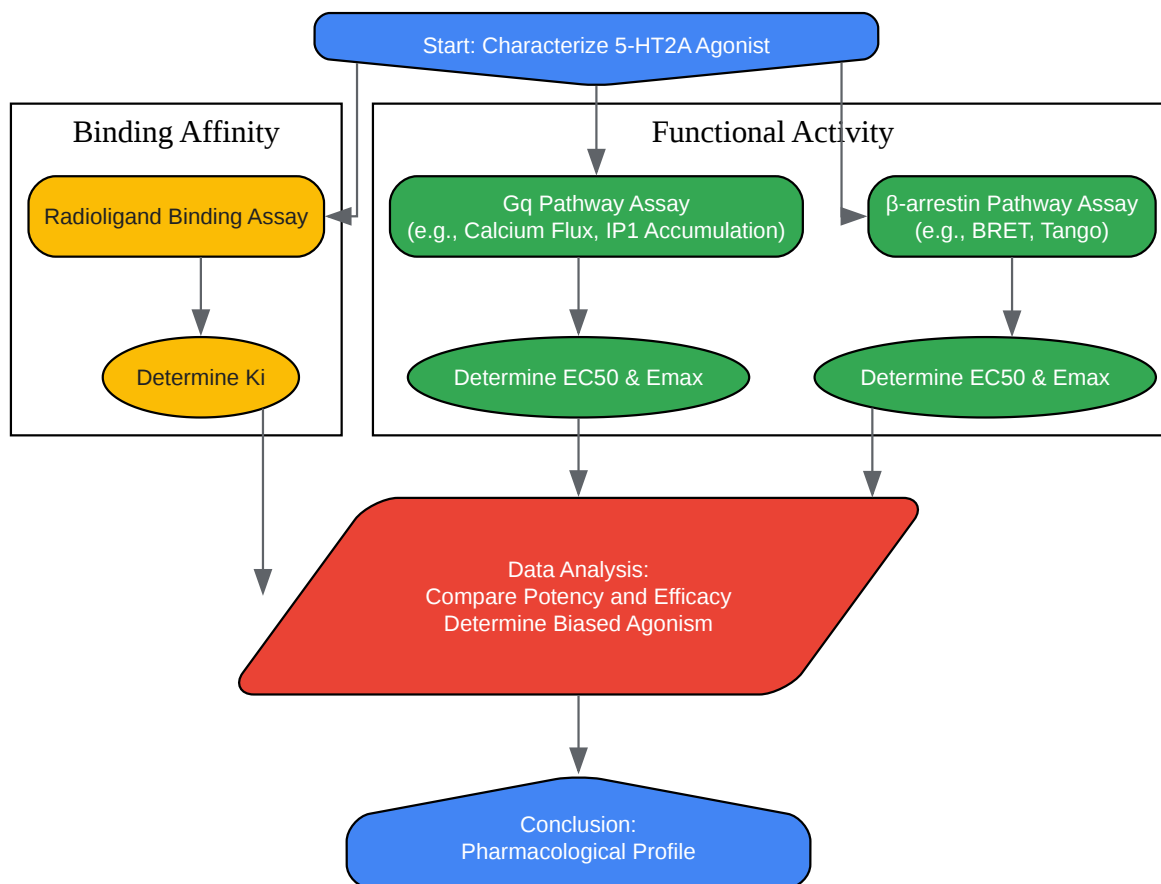 Start: Characterize 5-HT2A Agonist
Binding Affinity
Functional Activity
Radioligand Binding Assay
Gq Pathway Assay
(e.g., Calcium Flux, IP1 Accumulation)
β-arrestin Pathway Assay
(e.g., BRET, Tango)
Determine Ki
Determine EC50 & Emax
Determine EC50 & Emax
Data Analysis:
Compare Potency and Efficacy
Determine Biased Agonism
Conclusion:
Pharmacological Profile